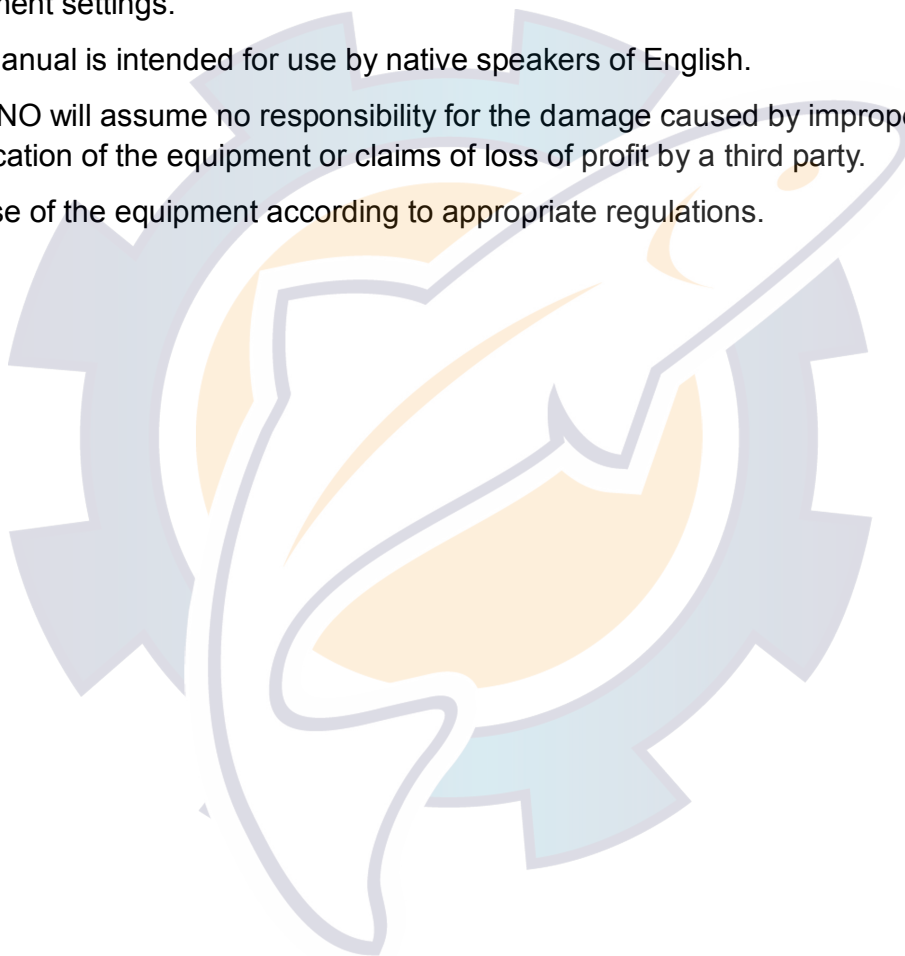 ment settings.
anual is intended for use by native speakers of English.
NO will assume no responsibility for the damage caused by imprope
cation of the equipment or claims of loss of profit by a third party.
se of the equipment according to appropriate regulations.